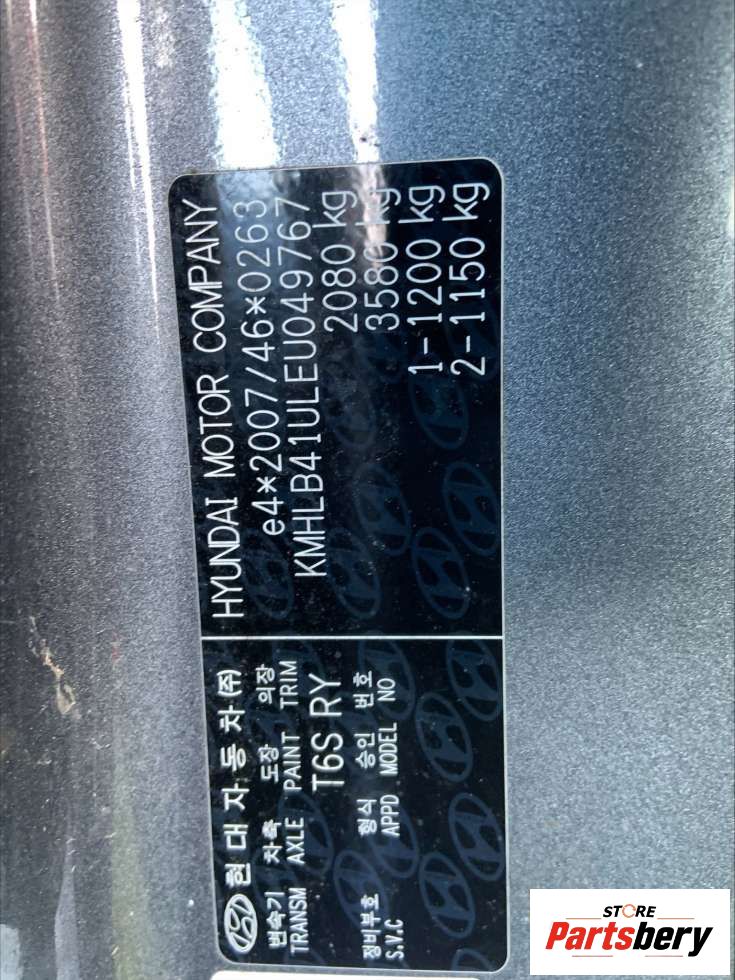 현대자동차(주)
변속기 차축 도장 의장
TRANSM AXLE PAINT TRIM
T6S RY
형식 승인 번호
APPD MODEL NO
장비부호
S.V.C
HYUNDAI MOTOR COMPANY
e4*2007/46*0263
KMHLB41ULEU049767
2080 kg
3580 kg
1-1200 kg
2-1150 kg
STORE
Partsbery